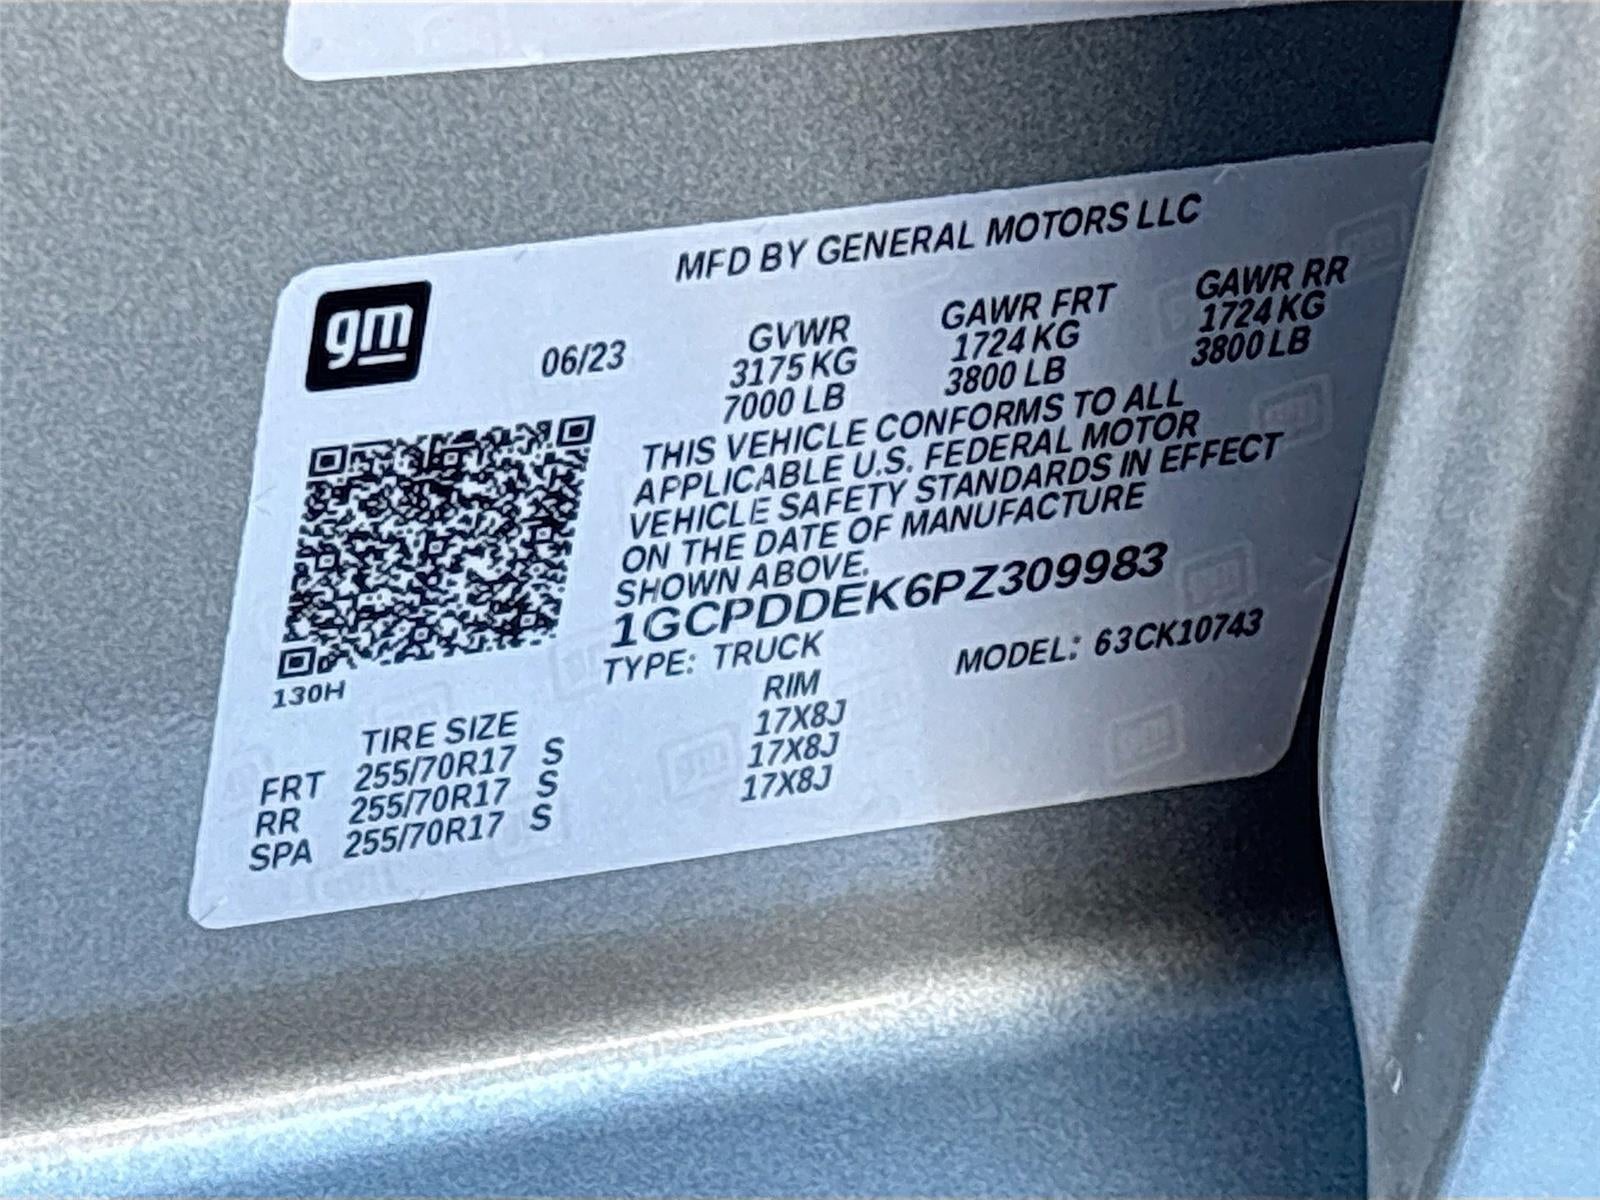 MFD BY GENERAL MOTORS LLC
gm
06/23
GVWR GAWR FRT GAWR RR
3175 KG 1724 KG 1724 KG
7000 LB 3800 LB 3800 LB
THIS VEHICLE CONFORMS TO ALL
APPLICABLE U.S. FEDERAL MOTOR
VEHICLE SAFETY STANDARDS IN EFFECT
ON THE DATE OF MANUFACTURE
SHOWN ABOVE.
1GCPDDEK6PZ309983
TYPE: TRUCK MODEL: 63CK10743
130H
TIRE SIZE RIM
FRT 255/70R17 S 17X8J
RR 255/70R17 S 17X8J
SPA 255/70R17 S 17X8J